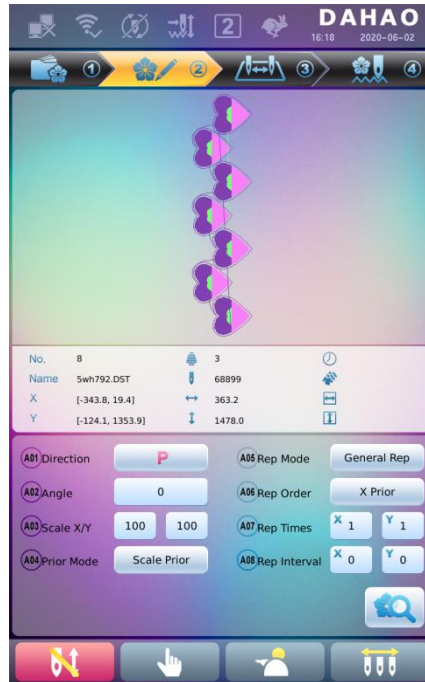 2
DAHAO
16:18 2020-06-02
1 2 3 4
No. 8 3
Name 5wh792.DST 68899
X [-343.8, 19.4] 363.2
Y [-124.1, 1353.9] 1478.0
A01 Direction P A05 Rep Mode General Rep
A02 Angle 0 A06 Rep Order X Prior
A03 Scale X/Y 100 100 A07 Rep Times X 1 Y 1
A04 Prior Mode Scale Prior A08 Rep Interval X 0 Y 0